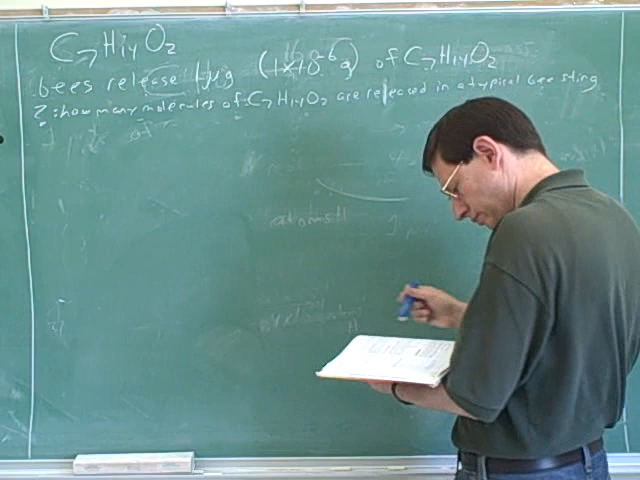 C7H14O2
bees release 1μg (1x10-6g) of C7H14O2
?: how many molecules of C7H14O2 are released in a typical bee sting
atoms H